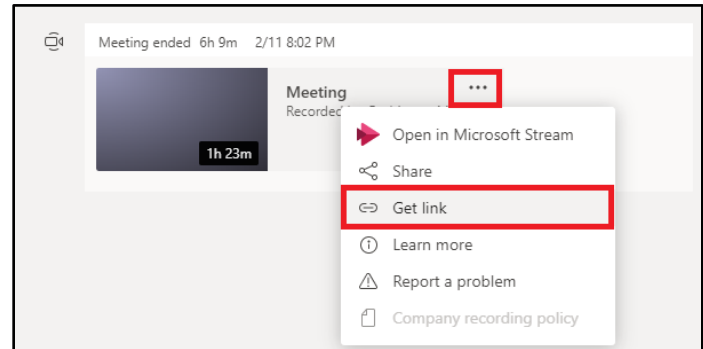 Meeting ended 6h 9m 2/11 8:02 PM
Meeting
...
Recorded
1h 23m
Open in Microsoft Stream
Share
Get link
Learn more
Report a problem
Company recording policy